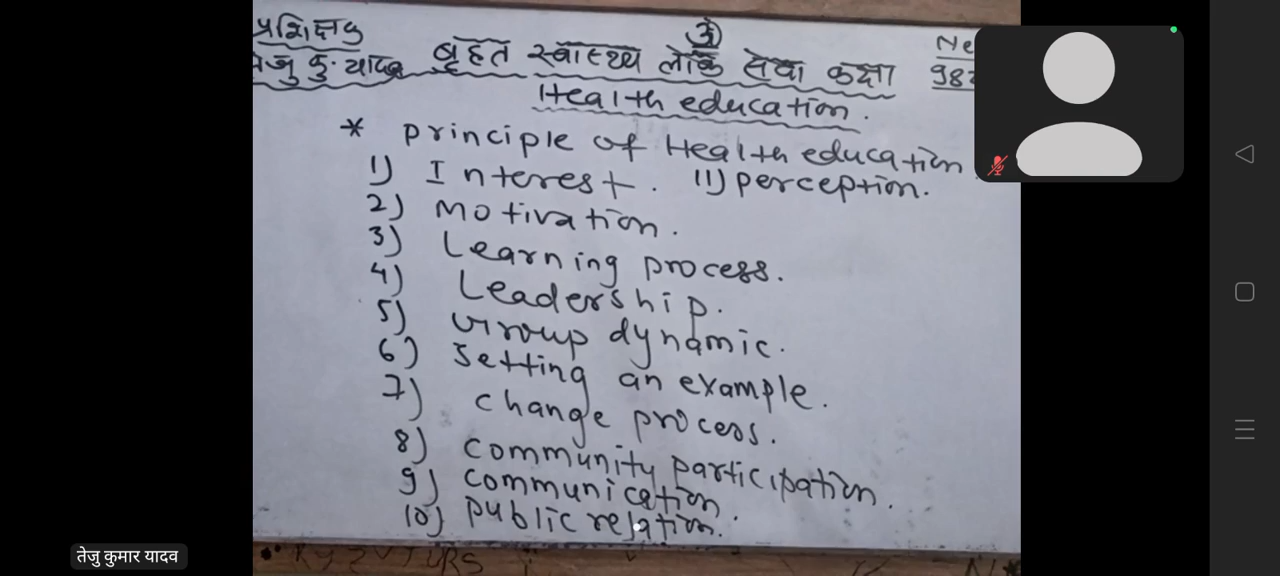 ॐ
प्रशिक्षक
तेजु कु. यादव
बृहत स्वास्थ्य लोक सेवा कक्षा
Ne
982
Health education.
* principle of Health education
1) Interest. 11) perception.
2) Motivation.
3) Learning process.
4) Leadership.
5) Group dynamic.
6) Setting an example.
7) change process.
8) community participation.
9) communication.
10) public relation.
तेजु कुमार यादव